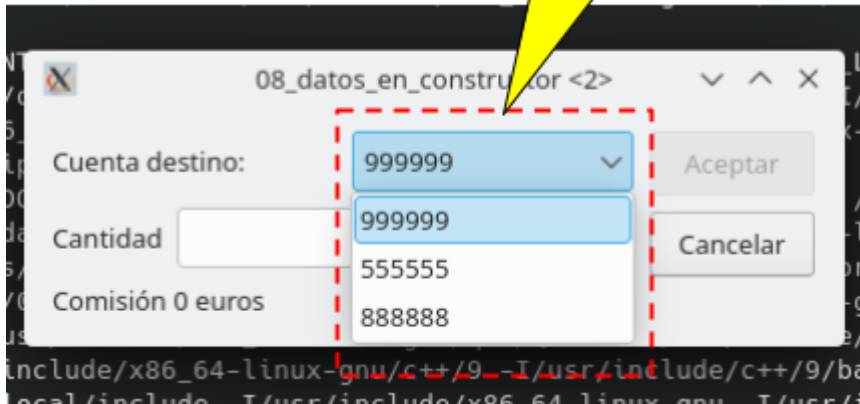 08_datos_en_constructor <2>
Cuenta destino:
999999
Aceptar
999999
Cantidad
Cancelar
555555
Comisión 0 euros
888888
include/x86_64-linux-gnu/c++/9 -I/usr/include/c++/9/ba
local/include -I/usr/include/x86_64-linux-gnu -I/usr/